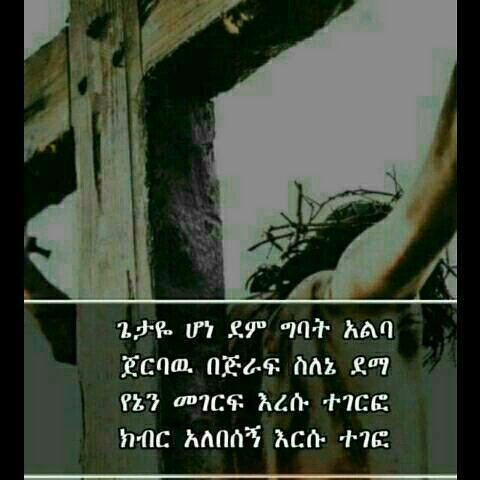 ጌታዬ ሆነ ደም ግባት አልባ
ጀርባዉ በጅራፍ ስለኔ ደማ
የኔን መገርፍ እረሱ ተገርፎ
ክብር አለበሰኝ እርሱ ተገፎ